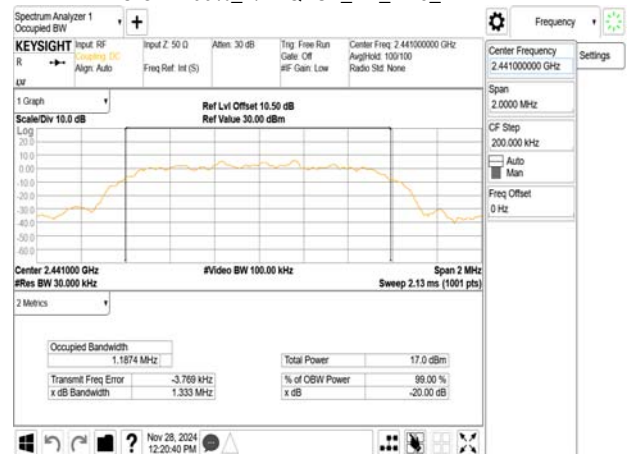 Spectrum Analyzer 1
Occupied BW
Frequency
KEYSIGHT
Input: RF
Input Z: 50 Ω
Atten: 30 dB
Trig: Free Run
Center Freq: 2.441000000 GHz
R
Coupling: DC
Gate: Off
Avg|Hold: 100/100
Align: Auto
Freq Ref: Int (S)
#IF Gain: Low
Radio Std: None
Center Frequency
2.441000000 GHz
Settings
Span
2.0000 MHz
CF Step
200.000 kHz
Auto
Man
Freq Offset
0 Hz
1 Graph
Ref Lvl Offset 10.50 dB
Scale/Div 10.0 dB
Ref Value 30.00 dBm
Log
20.0
10.0
0.00
-10.0
-20.0
-30.0
-40.0
-50.0
-60.0
Center 2.441000 GHz
#Video BW 100.00 kHz
Span 2 MHz
#Res BW 30.000 kHz
Sweep 2.13 ms (1001 pts)
2 Metrics
Occupied Bandwidth
1.1874 MHz
Total Power
17.0 dBm
Transmit Freq Error
-3.769 kHz
% of OBW Power
99.00 %
x dB Bandwidth
1.333 MHz
x dB
-20.00 dB
?
Nov 28, 2024
12:20:40 PM